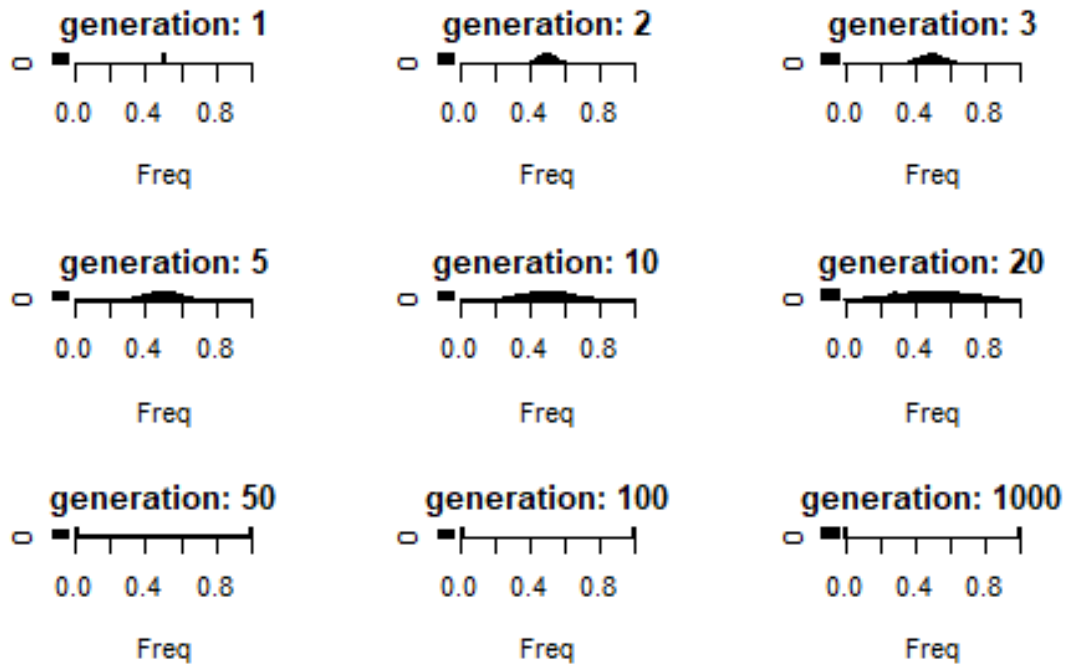 generation: 1
0
0.0 0.4 0.8
Freq
generation: 2
0
0.0 0.4 0.8
Freq
generation: 3
0
0.0 0.4 0.8
Freq
generation: 5
0
0.0 0.4 0.8
Freq
generation: 10
0
0.0 0.4 0.8
Freq
generation: 20
0
0.0 0.4 0.8
Freq
generation: 50
0
0.0 0.4 0.8
Freq
generation: 100
0
0.0 0.4 0.8
Freq
generation: 1000
0
0.0 0.4 0.8
Freq